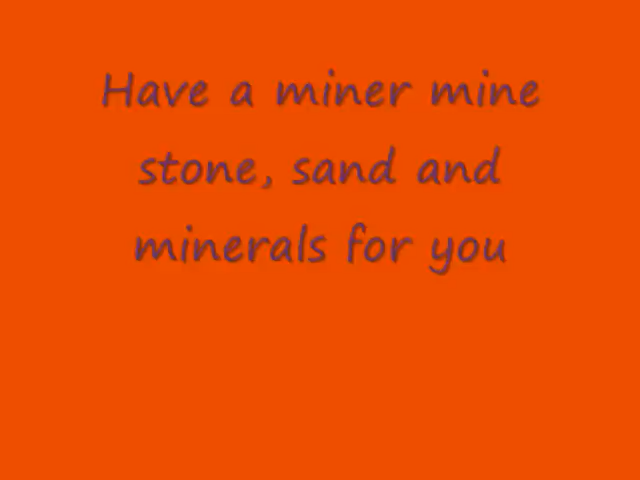 Have a miner mine
stone, sand and
minerals for you